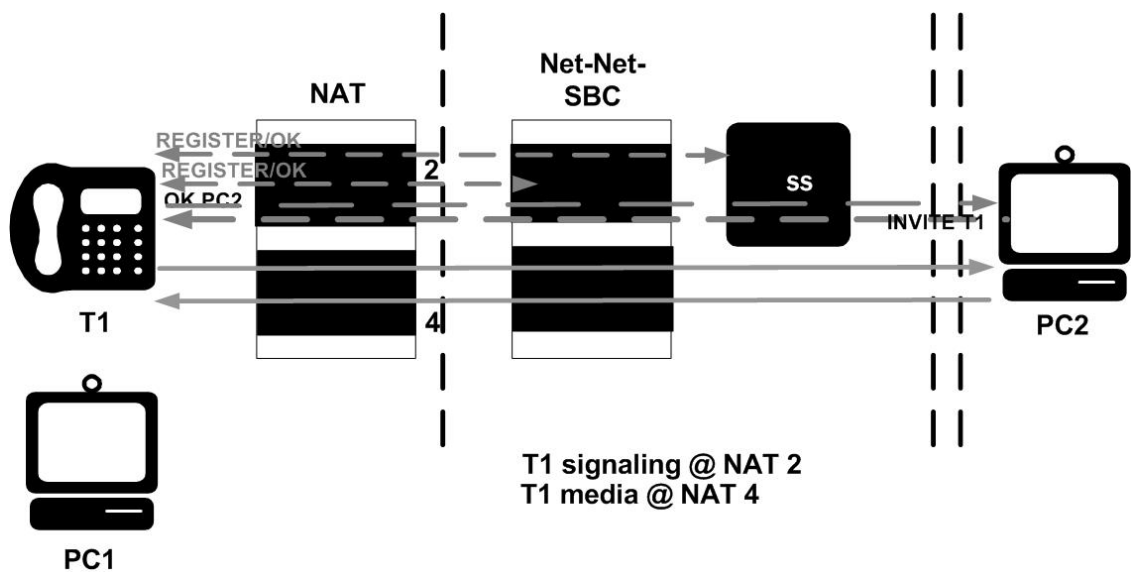 NAT
Net-Net-
SBC
REGISTER/OK
REGISTER/OK
2
OK PC2
SS
INVITE T1
T1
4
PC2
T1 signaling @ NAT 2
T1 media @ NAT 4
PC1